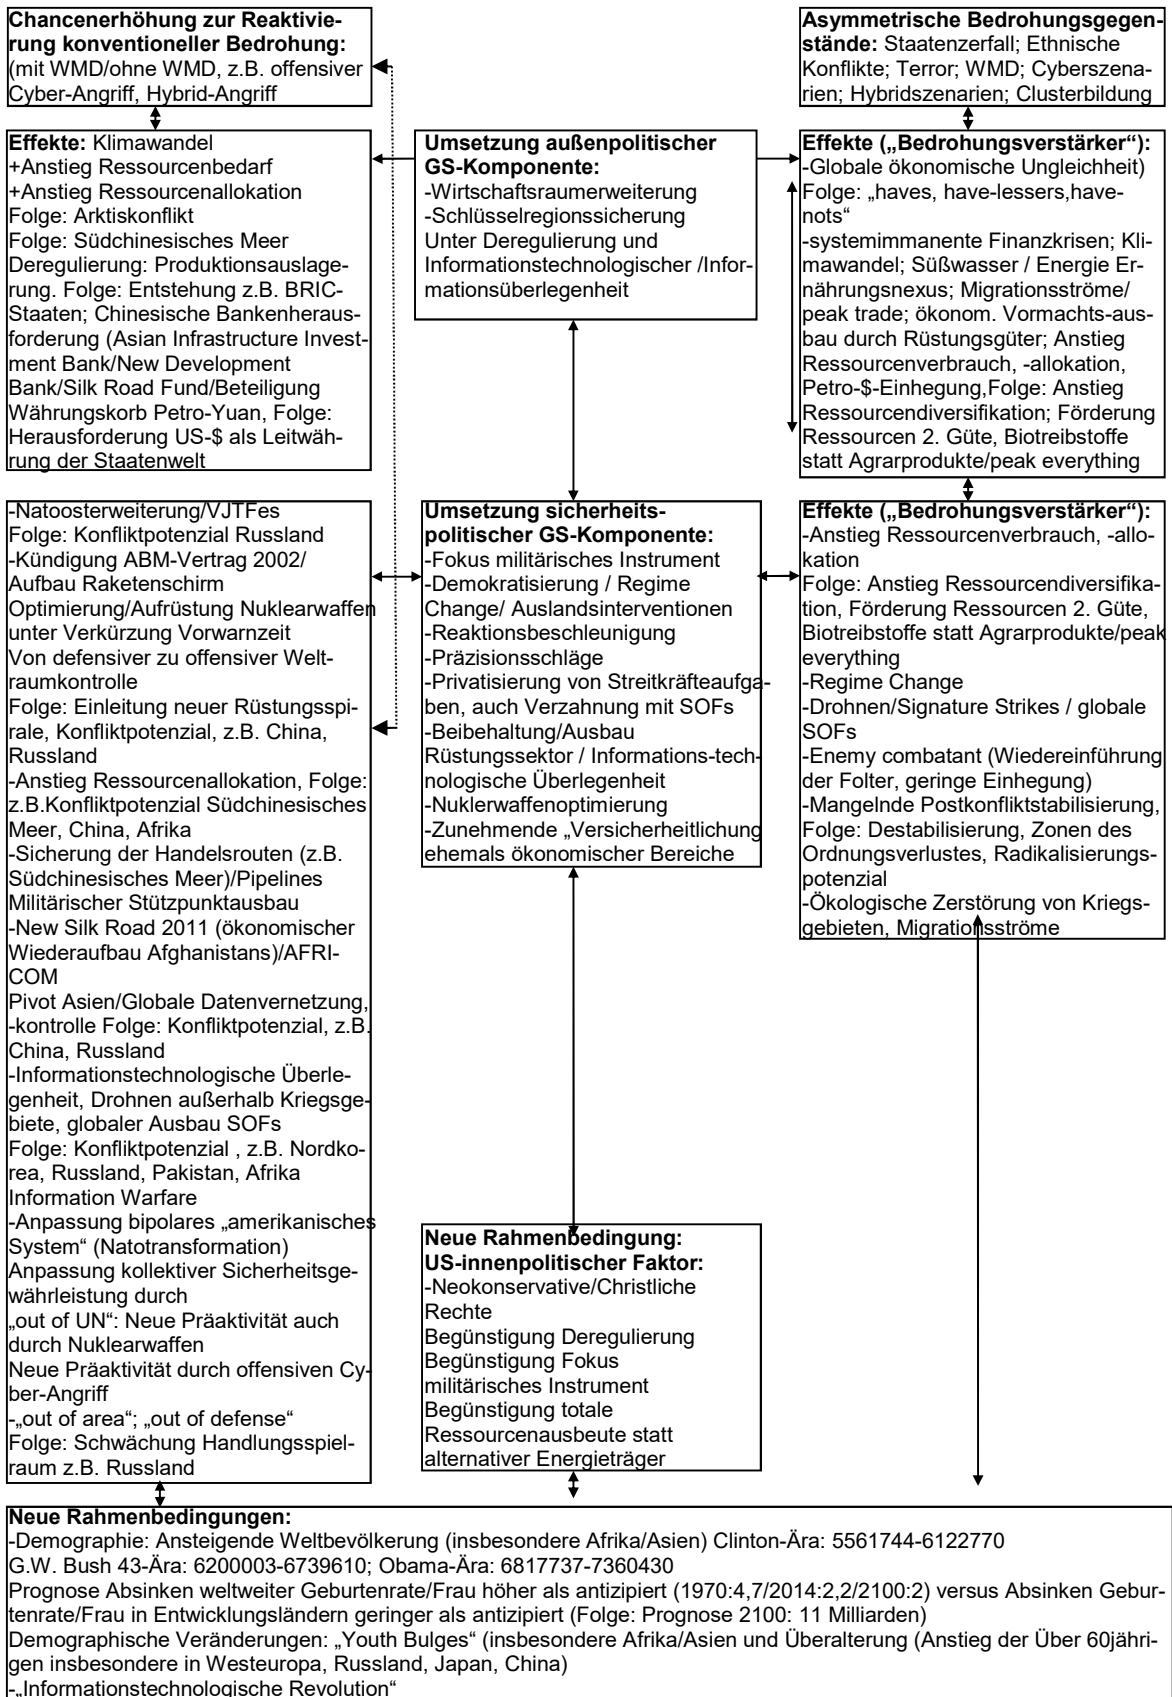 Chancenerhöhung zur Reaktivie-
rung konventioneller Bedrohung:
(mit WMD/ohne WMD, z.B. offensiver
Cyber-Angriff, Hybrid-Angriff
Asymmetrische Bedrohungsgegen-
stände: Staatenzerfall; Ethnische
Konflikte; Terror; WMD; Cyberszena-
rien; Hybridszenarien; Clusterbildung
Effekte: Klimawandel
+Anstieg Ressourcenbedarf
+Anstieg Ressourcenallokation
Folge: Arktiskonflikt
Folge: Südchinesisches Meer
Deregulierung: Produktionsauslage-
rung. Folge: Entstehung z.B. BRIC-
Staaten; Chinesische Bankenheraus-
forderung (Asian Infrastructure Invest-
ment Bank/New Development
Bank/Silk Road Fund/Beteiligung
Währungskorb Petro-Yuan, Folge:
Herausforderung US-$ als Leitwäh-
rung der Staatenwelt
Umsetzung außenpolitischer
GS-Komponente:
-Wirtschaftsraumerweiterung
-Schlüsselregionssicherung
Unter Deregulierung und
Informationstechnologischer /Infor-
mationsüberlegenheit
Effekte („Bedrohungsverstärker“):
-Globale ökonomische Ungleichheit)
Folge: „haves, have-lessers,have-
nots“
-systemimmanente Finanzkrisen; Kli-
mawandel; Süßwasser / Energie Er-
nährungsnexus; Migrationsströme/
peak trade; ökonom. Vormachts-aus-
bau durch Rüstungsgüter; Anstieg
Ressourcenverbrauch, -allokation,
Petro-$-Einhegung,Folge: Anstieg
Ressourcendiversifikation; Förderung
Ressourcen 2. Güte, Biotreibstoffe
statt Agrarprodukte/peak everything
-Natoosterweiterung/VJTFes
Folge: Konfliktpotenzial Russland
-Kündigung ABM-Vertrag 2002/
Aufbau Raketenschirm
Optimierung/Aufrüstung Nuklearwaffen
unter Verkürzung Vorwarnzeit
Von defensiver zu offensiver Welt-
raumkontrolle
Folge: Einleitung neuer Rüstungsspi-
rale, Konfliktpotenzial, z.B. China,
Russland
-Anstieg Ressourcenallokation, Folge:
z.B.Konfliktpotenzial Südchinesisches
Meer, China, Afrika
-Sicherung der Handelsrouten (z.B.
Südchinesisches Meer)/Pipelines
Militärischer Stützpunktausbau
-New Silk Road 2011 (ökonomischer
Wiederaufbau Afghanistans)/AFRI-
COM
Pivot Asien/Globale Datenvernetzung,
-kontrolle Folge: Konfliktpotenzial, z.B.
China, Russland
-Informationstechnologische Überle-
genheit, Drohnen außerhalb Kriegsge-
biete, globaler Ausbau SOFs
Folge: Konfliktpotenzial , z.B. Nordko-
rea, Russland, Pakistan, Afrika
Information Warfare
-Anpassung bipolares „amerikanisches
System“ (Natotransformation)
Anpassung kollektiver Sicherheitsge-
währleistung durch
„out of UN“: Neue Präaktivität auch
durch Nuklearwaffen
Neue Präaktivität durch offensiven Cy-
ber-Angriff
-„out of area“; „out of defense“
Folge: Schwächung Handlungsspiel-
raum z.B. Russland
Umsetzung sicherheits-
politischer GS-Komponente:
-Fokus militärisches Instrument
-Demokratisierung / Regime
Change/ Auslandsinterventionen
-Reaktionsbeschleunigung
-Präzisionsschläge
-Privatisierung von Streitkräfteaufga-
ben, auch Verzahnung mit SOFs
-Beibehaltung/Ausbau
Rüstungssektor / Informations-tech-
nologische Überlegenheit
-Nuklerwaffenoptimierung
-Zunehmende „Versicherheitlichung
ehemals ökonomischer Bereiche
Effekte („Bedrohungsverstärker“):
-Anstieg Ressourcenverbrauch, -allo-
kation
Folge: Anstieg Ressourcendiversifika-
tion, Förderung Ressourcen 2. Güte,
Biotreibstoffe statt Agrarprodukte/peak
everything
-Regime Change
-Drohnen/Signature Strikes / globale
SOFs
-Enemy combatant (Wiedereinführung
der Folter, geringe Einhegung)
-Mangelnde Postkonfliktstabilisierung,
Folge: Destabilisierung, Zonen des
Ordnungsverlustes, Radikalisierungs-
potenzial
-Ökologische Zerstörung von Kriegs-
gebieten, Migrationsströme
Neue Rahmenbedingung:
US-innenpolitischer Faktor:
-Neokonservative/Christliche
Rechte
Begünstigung Deregulierung
Begünstigung Fokus
militärisches Instrument
Begünstigung totale
Ressourcenausbeute statt
alternativer Energieträger
Neue Rahmenbedingungen:
-Demographie: Ansteigende Weltbevölkerung (insbesondere Afrika/Asien) Clinton-Ära: 5561744-6122770
G.W. Bush 43-Ära: 6200003-6739610; Obama-Ära: 6817737-7360430
Prognose Absinken weltweiter Geburtenrate/Frau höher als antizipiert (1970:4,7/2014:2,2/2100:2) versus Absinken Gebur-
tenrate/Frau in Entwicklungsländern geringer als antizipiert (Folge: Prognose 2100: 11 Milliarden)
Demographische Veränderungen: „Youth Bulges“ (insbesondere Afrika/Asien und Überalterung (Anstieg der Über 60jähri-
gen insbesondere in Westeuropa, Russland, Japan, China)
-„Informationstechnologische Revolution“